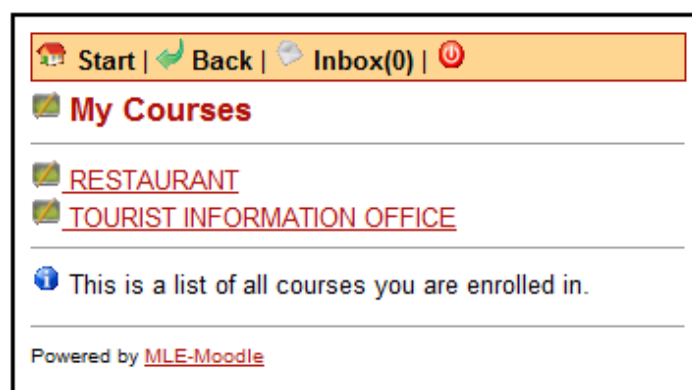 Start | Back | Inbox(0) |
My Courses
RESTAURANT
TOURIST INFORMATION OFFICE
This is a list of all courses you are enrolled in.
Powered by MLE-Moodle